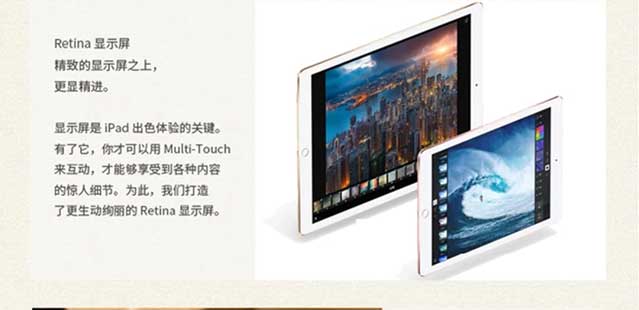 Retina 显示屏
精致的显示屏之上，
更显精进。
显示屏是 iPad 出色体验的关键。
有了它，你才可以用 Multi-Touch
来互动，才能够享受到各种内容
的惊人细节。为此，我们打造
了更生动绚丽的 Retina 显示屏。